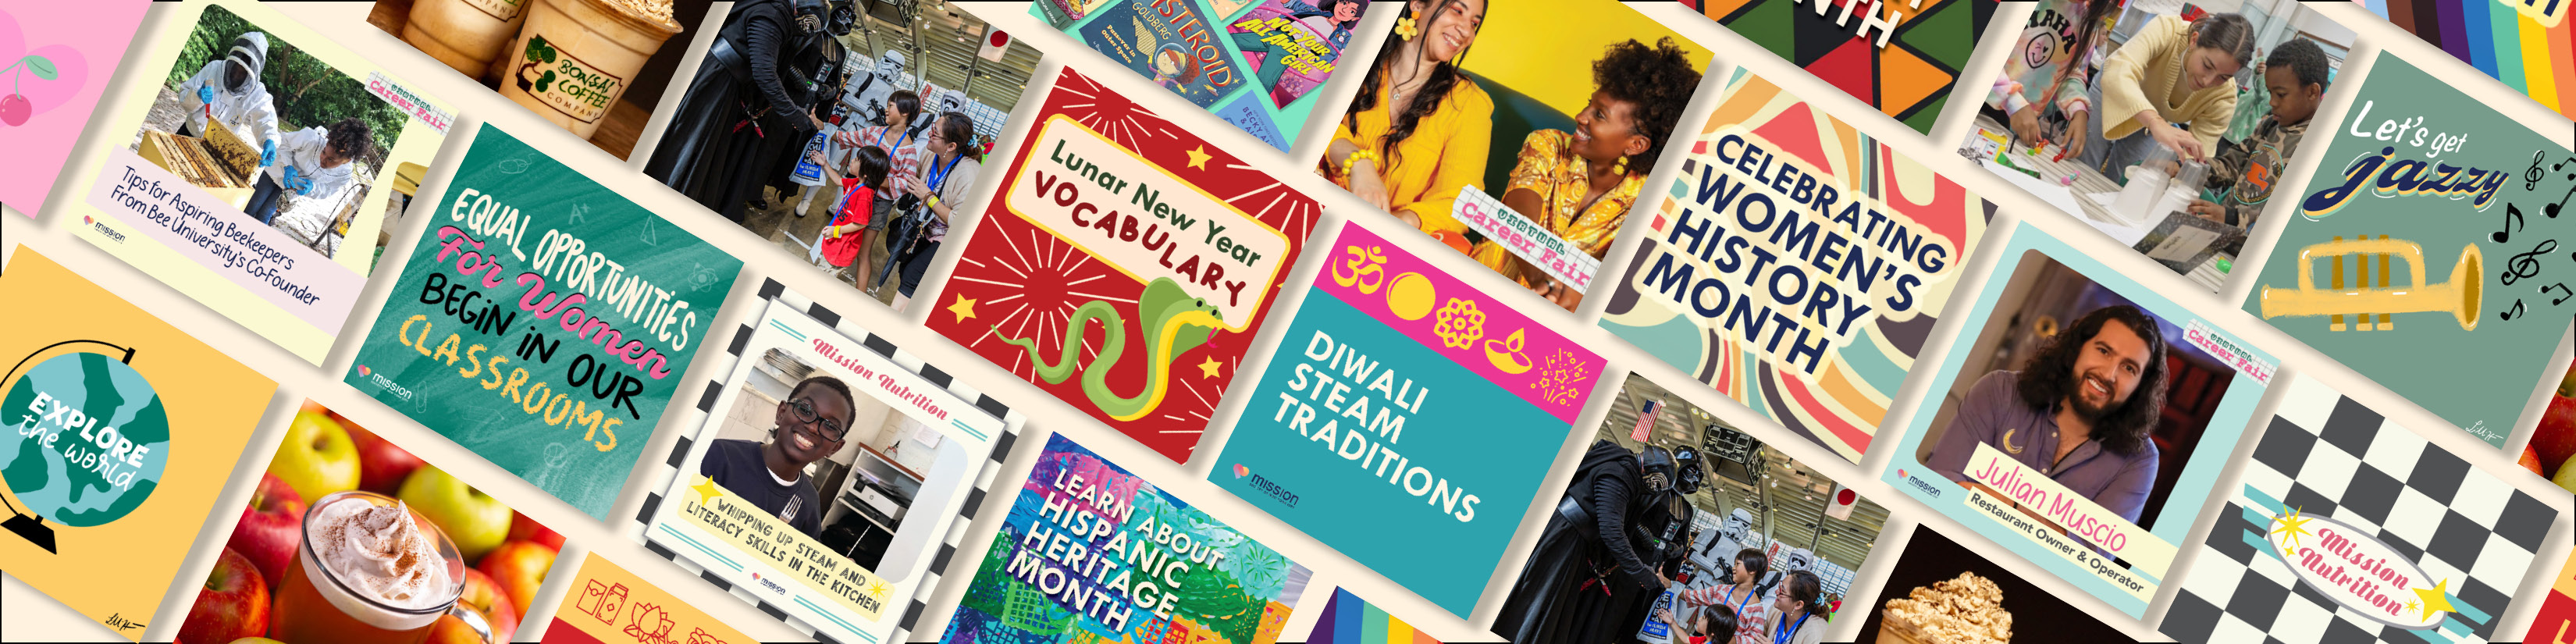 BONSAI
COFFEE
COMPANY
ASTEROID
GOLDBERG
NOT YOUR
ALL AMERICAN
GIRL
NTH
VIRTUAL
Career Fair
Tips for Aspiring Beekeepers
From Bee University's Co-Founder
mission
EQUAL OPPORTUNITIES
For Women
BEGIN IN OUR
CLASSROOMS
mission
Lunar New Year
VOCABULARY
VIRTUAL
Career Fair
CELEBRATING
WOMEN'S
HISTORY
MONTH
Let's get
jazzy
EXPLORE
the world
Mission Nutrition
WHIPPING UP STEAM AND
LITERACY SKILLS IN THE KITCHEN
mission
LEARN ABOUT
HISPANIC
HERITAGE
MONTH
ॐ
DIWALI
STEAM
TRADITIONS
mission
VIRTUAL
Career Fair
Julian Muscio
Restaurant Owner & Operator
mission
Mission
Nutrition